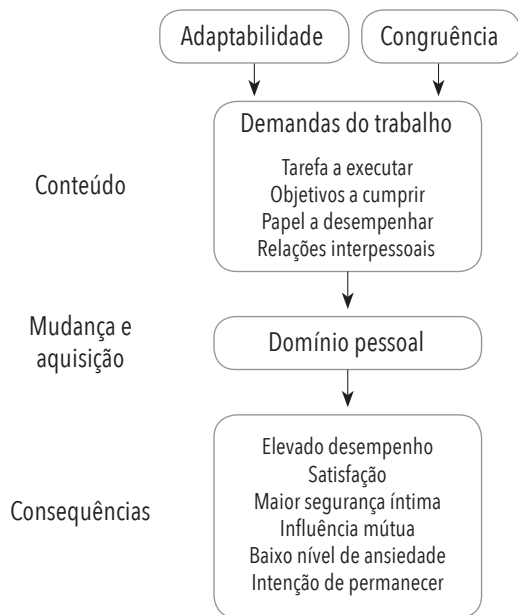 Adaptabilidade
Congruência
Conteúdo
Demandas do trabalho
Tarefa a executar
Objetivos a cumprir
Papel a desempenhar
Relações interpessoais
Mudança e
aquisição
Domínio pessoal
Consequências
Elevado desempenho
Satisfação
Maior segurança íntima
Influência mútua
Baixo nível de ansiedade
Intenção de permanecer